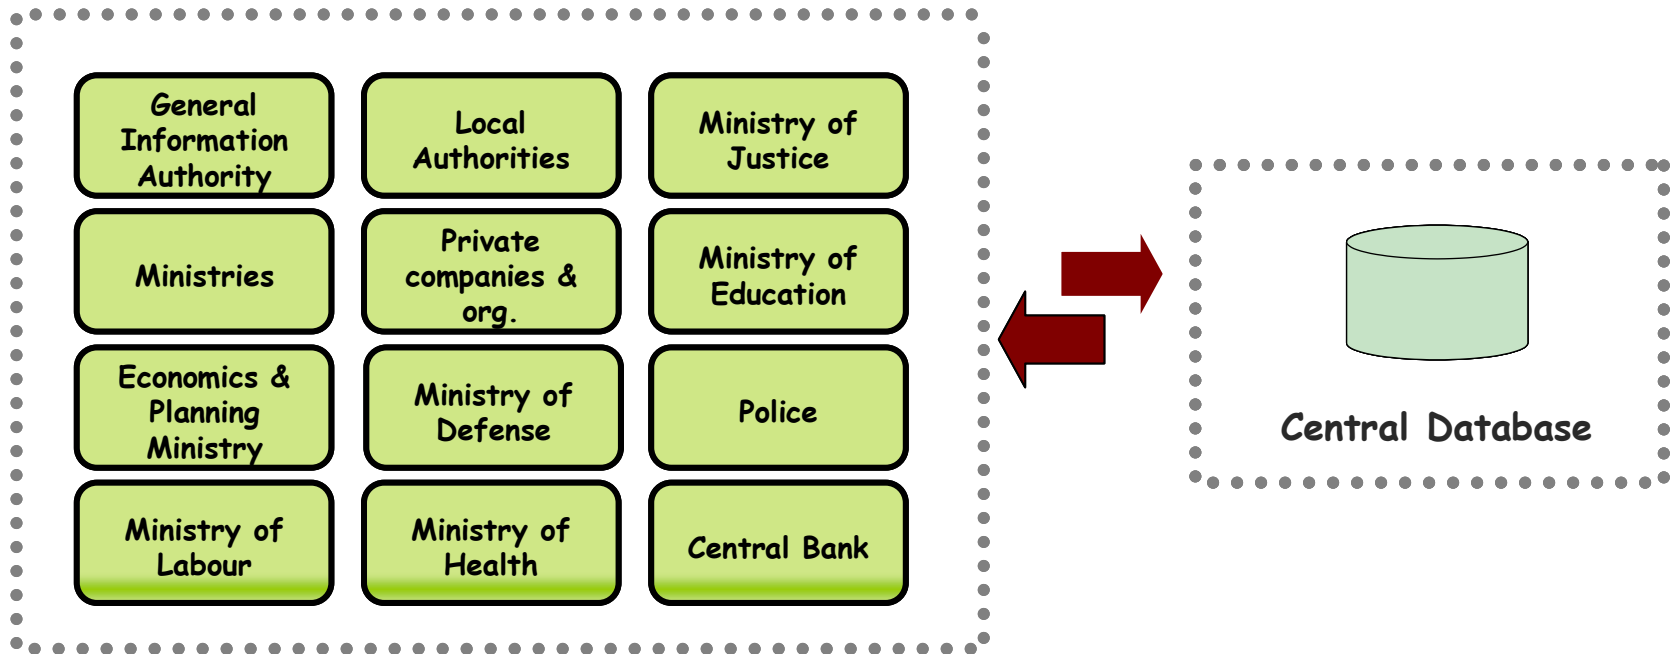 General
Information
Authority
Local
Authorities
Ministry of
Justice
Ministries
Private
companies &
org.
Ministry of
Education
Economics &
Planning
Ministry
Ministry of
Defense
Police
Ministry of
Labour
Ministry of
Health
Central Bank
Central Database